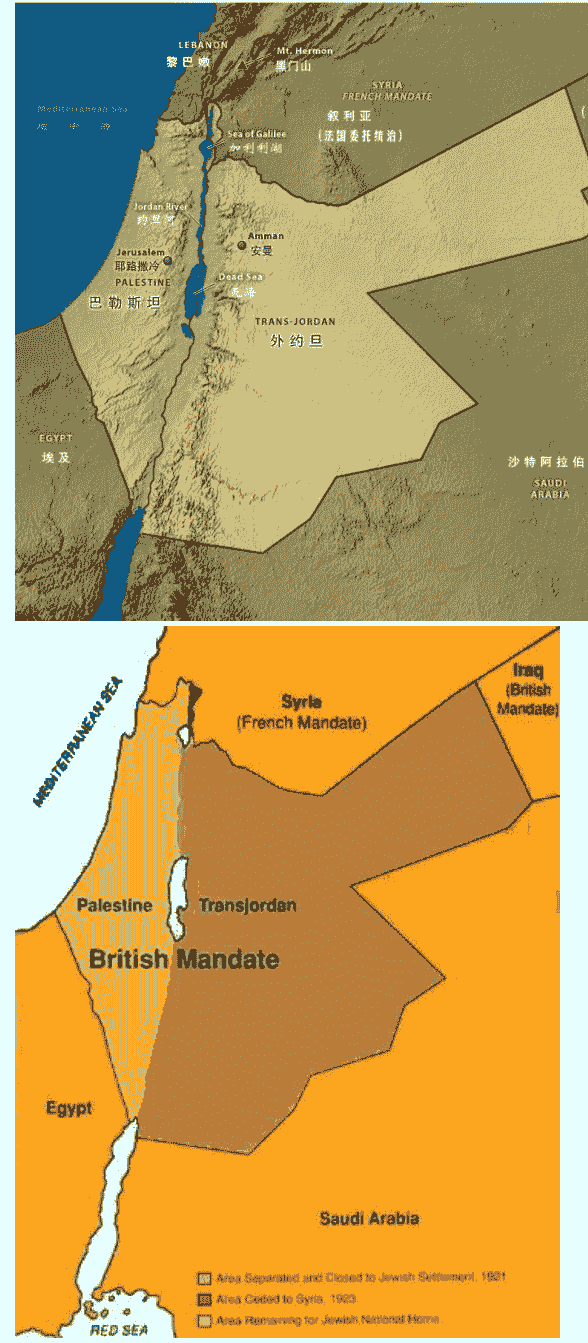 LEBANON
黎巴嫩
Mt. Hermon
黑门山
SYRIA
FRENCH MANDATE
叙利亚
(法国委托统治)
Mediterranean Sea
Sea of Galilee
加利利湖
Jordan River
约旦河
Amman
安曼
Jerusalem
耶路撒冷
PALESTINE
巴勒斯坦
Dead Sea
死海
TRANS-JORDAN
外约旦
EGYPT
埃及
沙特阿拉伯
SAUDI
ARABIA
MEDITERRANEAN SEA
Syria
(French Mandate)
Iraq
(British
Mandate)
Palestine
Transjordan
British Mandate
Egypt
Saudi Arabia
Area Separated and Closed to Jewish Settlement, 1921
Area Ceded to Syria, 1923
Area Remaining for Jewish National Home
RED SEA